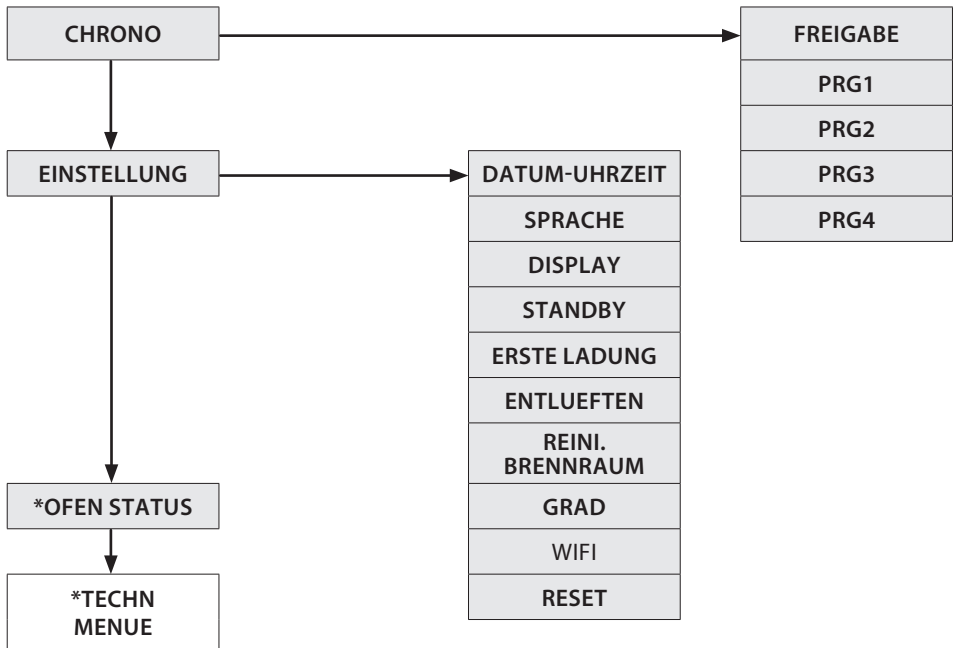 CHRONO
FREIGABE
PRG1
PRG2
PRG3
PRG4
EINSTELLUNG
DATUM-UHRZEIT
SPRACHE
DISPLAY
STANDBY
ERSTE LADUNG
ENTLUEFTEN
REINI.
BRENNRAUM
GRAD
WIFI
RESET
*OFEN STATUS
*TECHN
MENUE